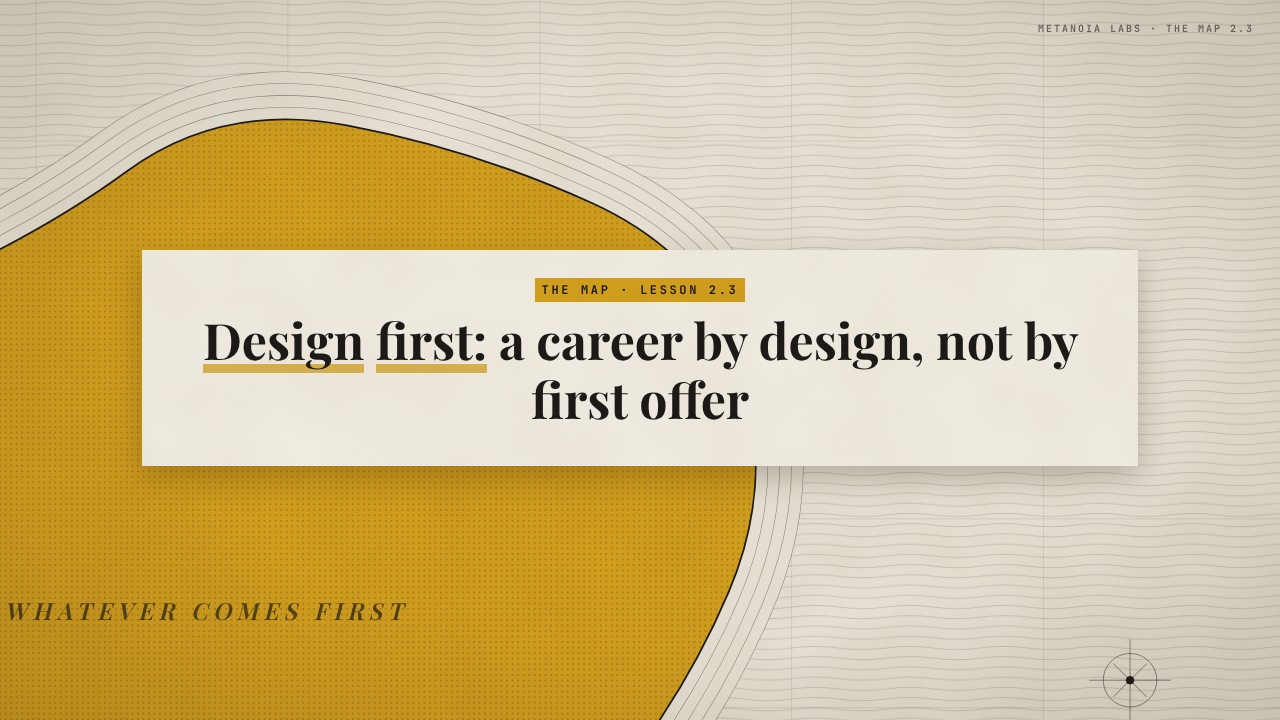 METANOIA LABS · THE MAP 2.3
THE MAP · LESSON 2.3
Design first: a career by design, not by
first offer
WHATEVER COMES FIRST